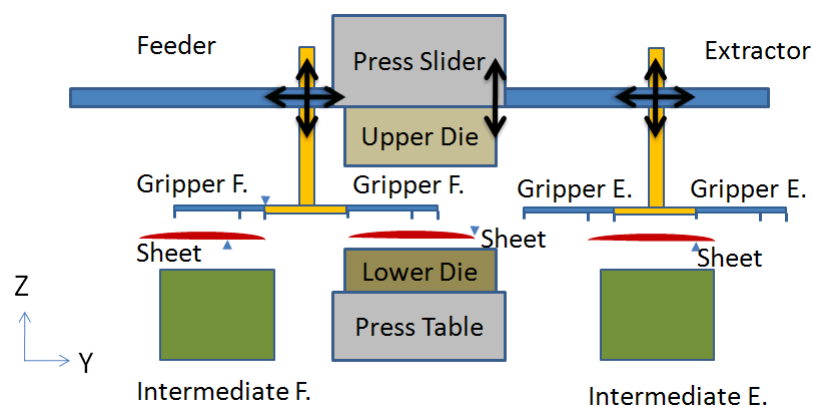 Feeder
Press Slider
Extractor
Upper Die
Gripper F.
Gripper F.
Gripper E.
Gripper E.
Sheet
Sheet
Sheet
Lower Die
Z
Press Table
Y
Intermediate F.
Intermediate E.